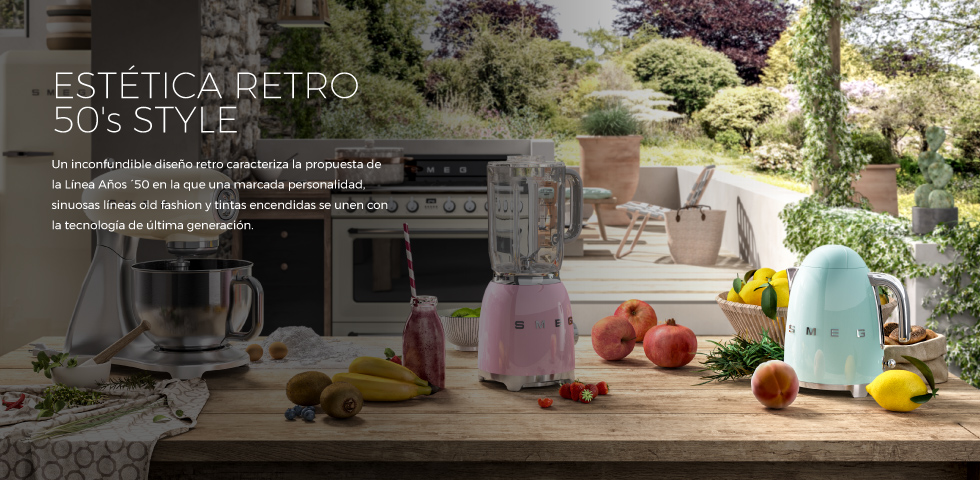 ESTÉTICA RETRO
50's STYLE
Un inconfundible diseño retro caracteriza la propuesta de
la Línea Años ´50 en la que una marcada personalidad,
sinuosas líneas old fashion y tintas encendidas se unen con
la tecnología de última generación.
SMEG
SMEG
SMEG